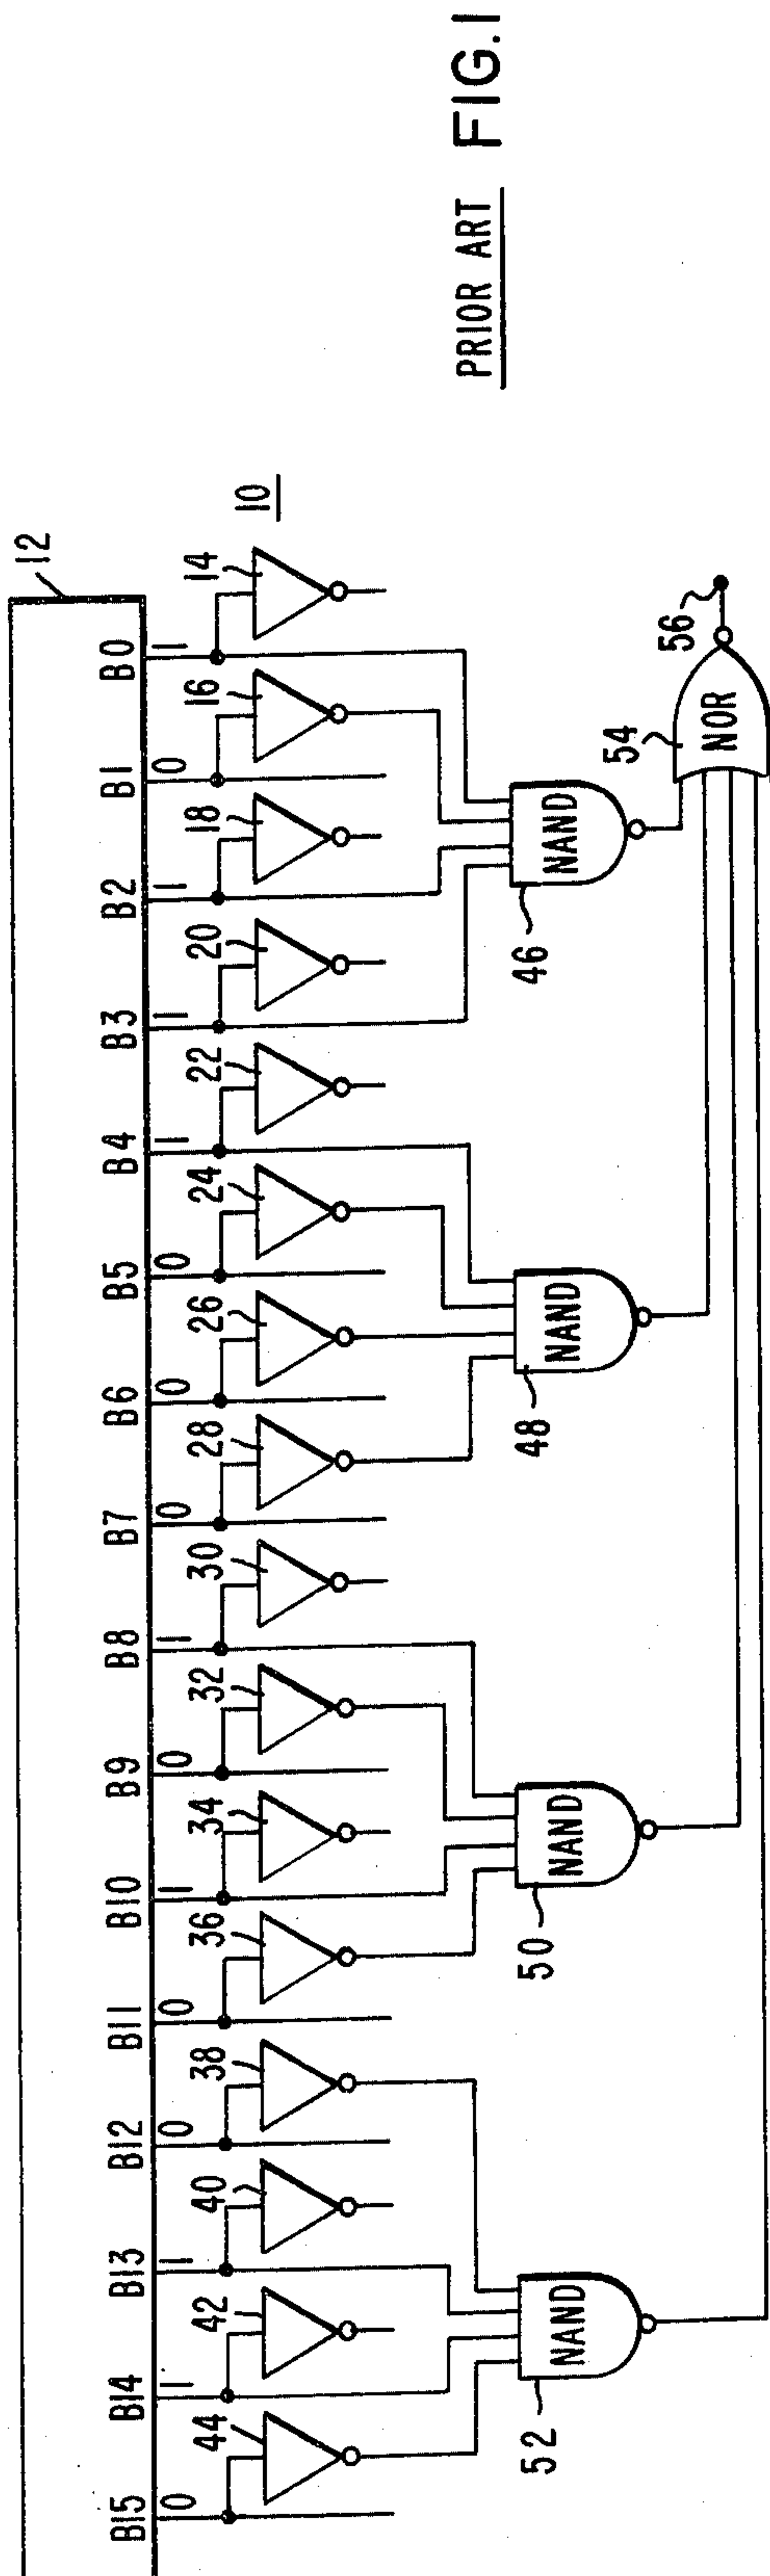 12
B15 B14 B13 B12 B11 B10 B9 B8 B7 B6 B5 B4 B3 B2 B1 B0
0 1 1 0 0 1 0 1 0 0 0 1 1 1 0 1
44 42 40 38 36 34 32 30 28 26 24 22 20 18 16 14
10
NAND NAND NAND NAND
52 50 48 46
54
NOR
56
PRIOR ART FIG.1